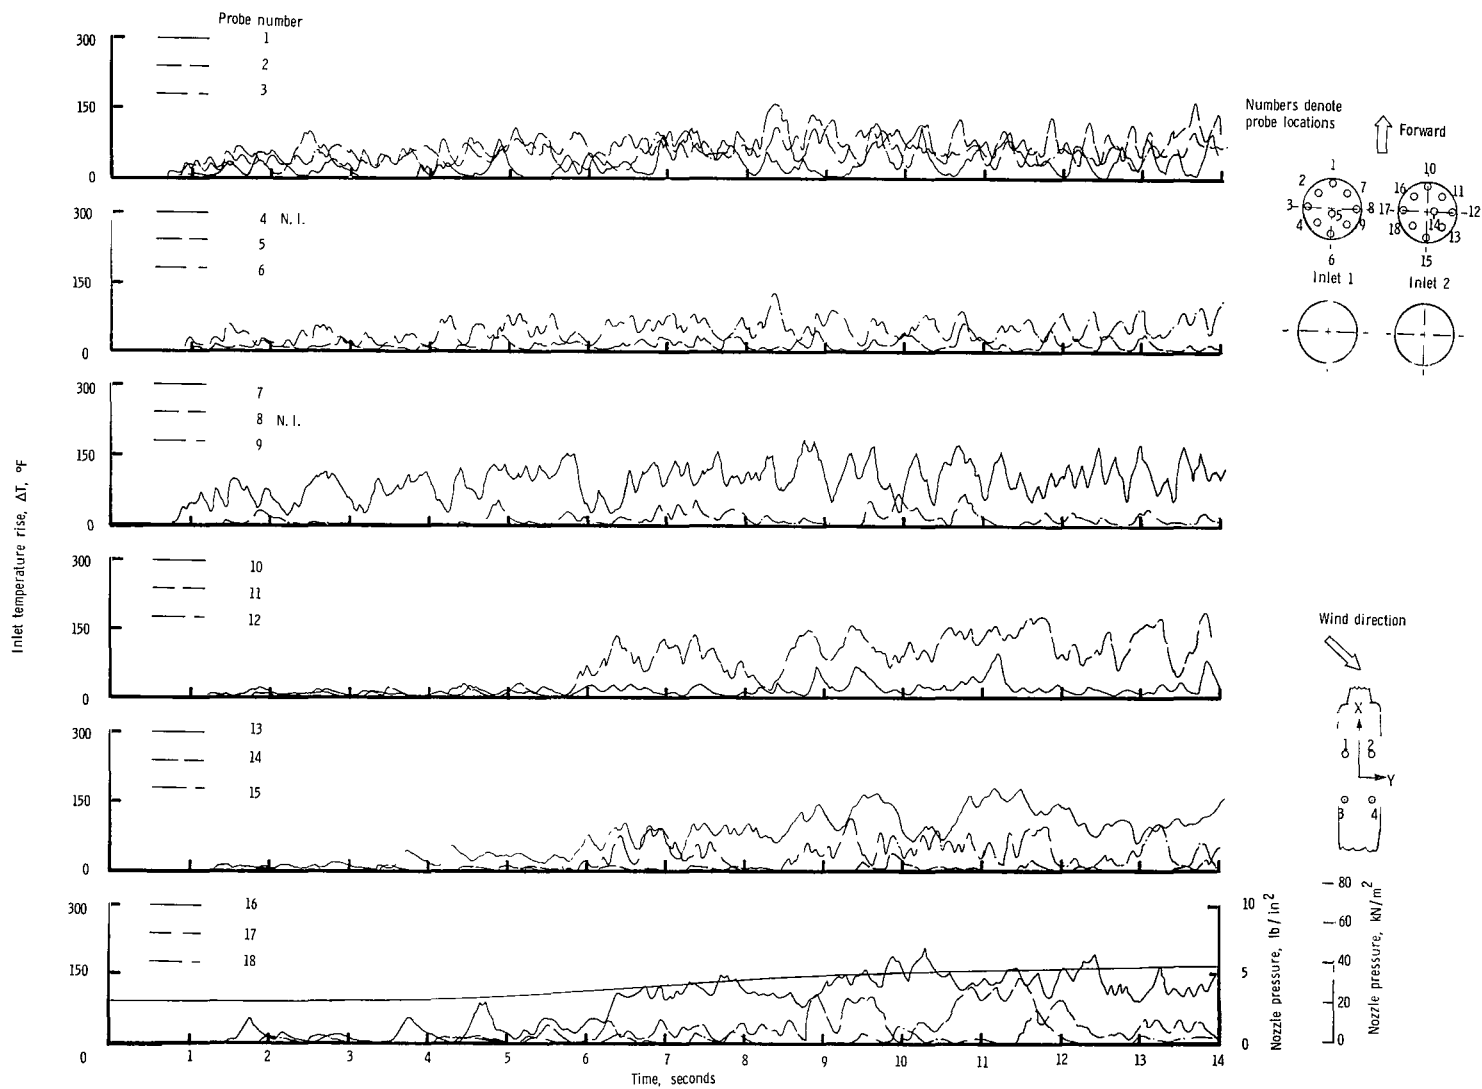 Probe number
300
1
2
3
150
0
300
4 N.I.
5
6
150
0
300
7
8 N.I.
9
150
0
300
10
11
12
150
0
300
13
14
15
150
0
300
16
17
18
150
0
1 2 3 4 5 6 7 8 9 10 11 12 13 14
Time, seconds
Inlet temperature rise, ΔT, °F
10
5
0
Nozzle pressure, lb/in2
80
60
40
20
0
Nozzle pressure, kN/m2
Numbers denote
probe locations
Forward
1 10
2 7 16 11
3 5 8 17 12
4 9 18 14 13
6 15
Inlet 1 Inlet 2
Wind direction
X
1 2
Y
3 4